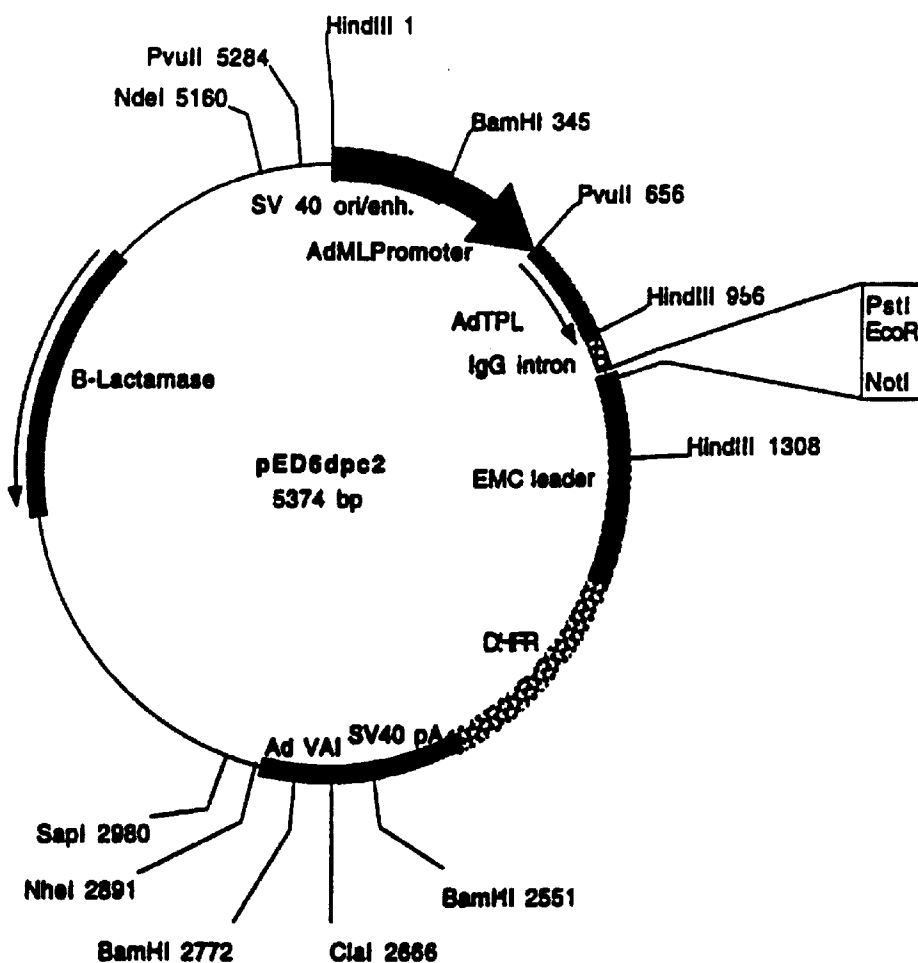 HindIII 1
PvuII 5284
NdeI 5160
BamHI 345
SV 40 ori/enh.
PvuII 656
AdMLPromoter
HindIII 956
AdTPL
PstI
EcoR
IgG intron
NotI
B-Lactamase
HindIII 1308
pED6dpc2
EMC leader
5374 bp
DHFR
SV40 pA
Ad VAI
SapI 2980
NheI 2891
BamHI 2551
BamHI 2772
ClaI 2666